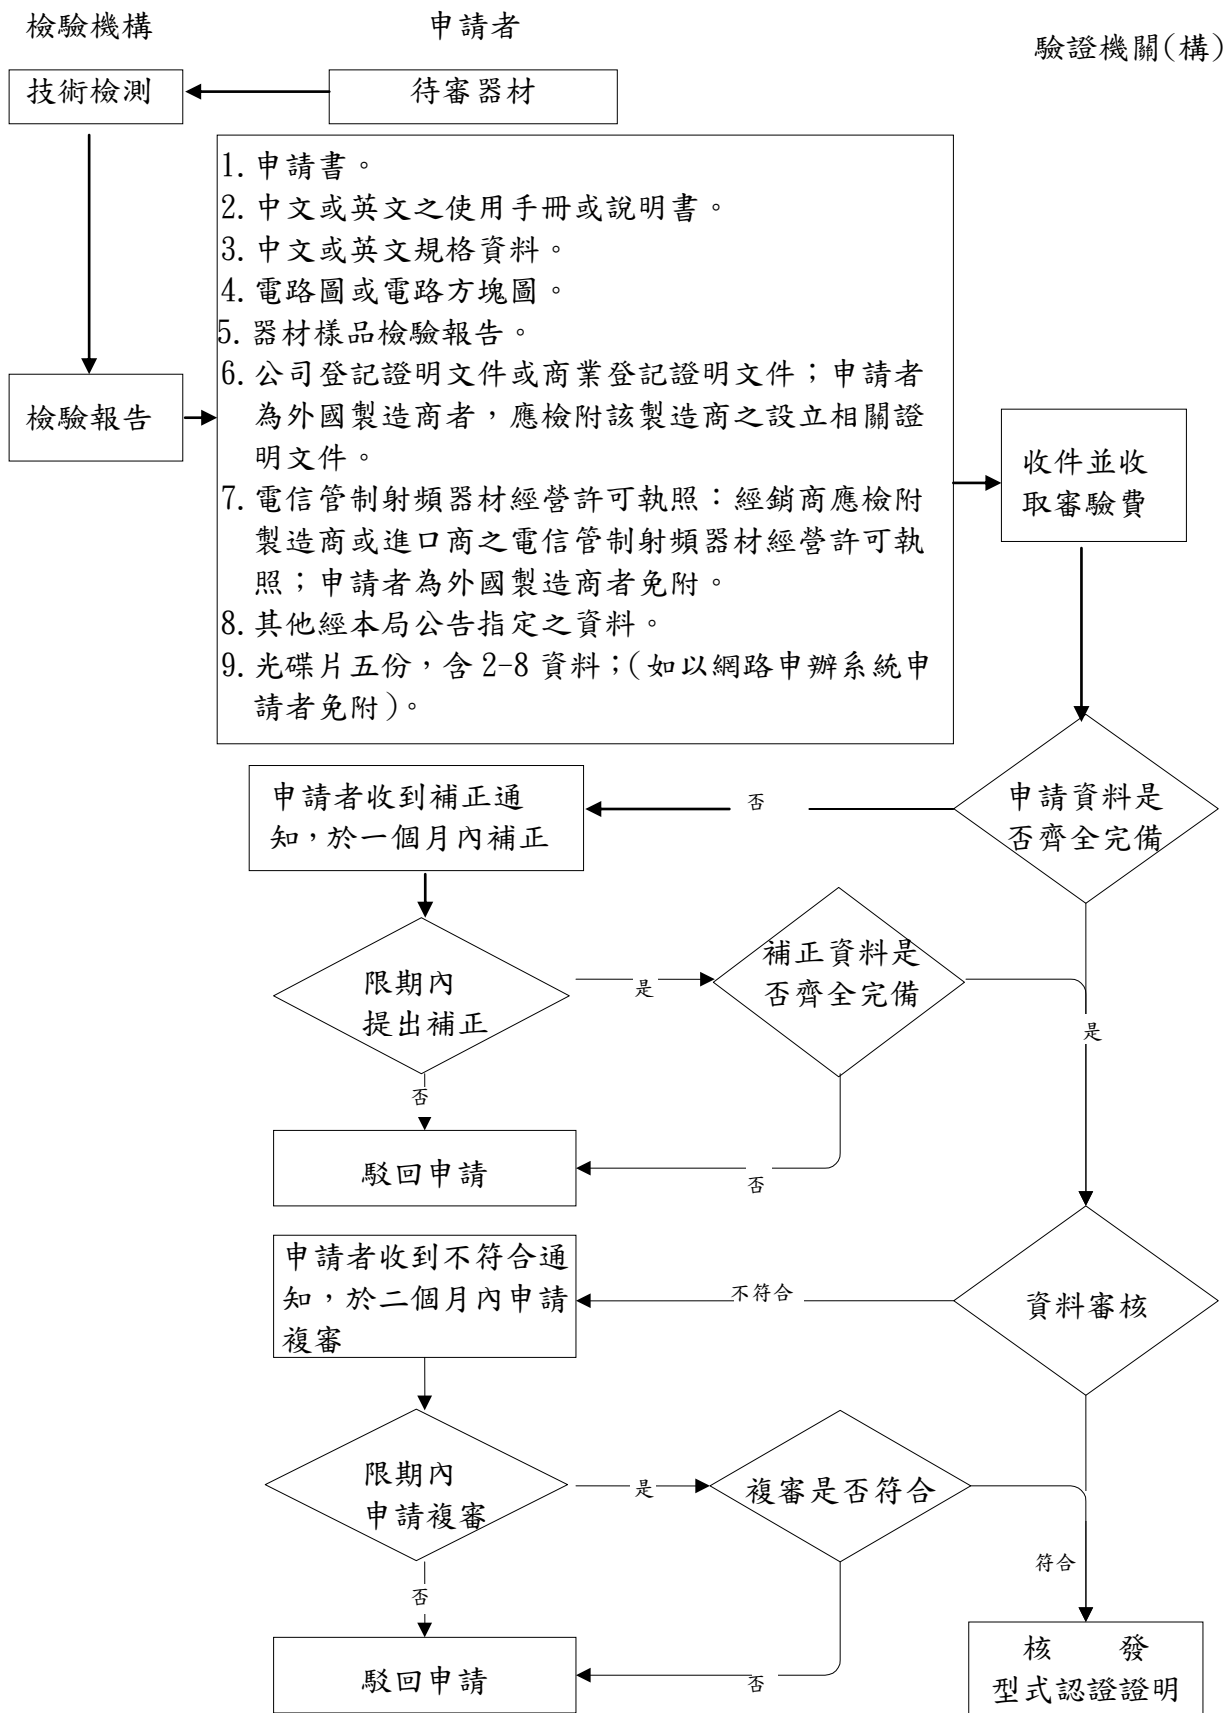 檢驗機構
申請者
驗證機關(構)
技術檢測
待審器材
1. 申請書。
2. 中文或英文之使用手冊或說明書。
3. 中文或英文規格資料。
4. 電路圖或電路方塊圖。
5. 器材樣品檢驗報告。
6. 公司登記證明文件或商業登記證明文件；申請者
為外國製造商者，應檢附該製造商之設立相關證
明文件。
7. 電信管制射頻器材經營許可執照：經銷商應檢附
製造商或進口商之電信管制射頻器材經營許可執
照；申請者為外國製造商者免附。
8. 其他經本局公告指定之資料。
9. 光碟片五份，含 2-8 資料；(如以網路申辦系統申
請者免附)。
檢驗報告
收件並收
取審驗費
申請資料是
否齊全完備
否
申請者收到補正通
知，於一個月內補正
限期內
提出補正
是
補正資料是
否齊全完備
是
否
駁回申請
否
申請者收到不符合通
知，於二個月內申請
複審
不符合
資料審核
限期內
申請複審
是
複審是否符合
符合
否
駁回申請
否
核 發
型式認證證明